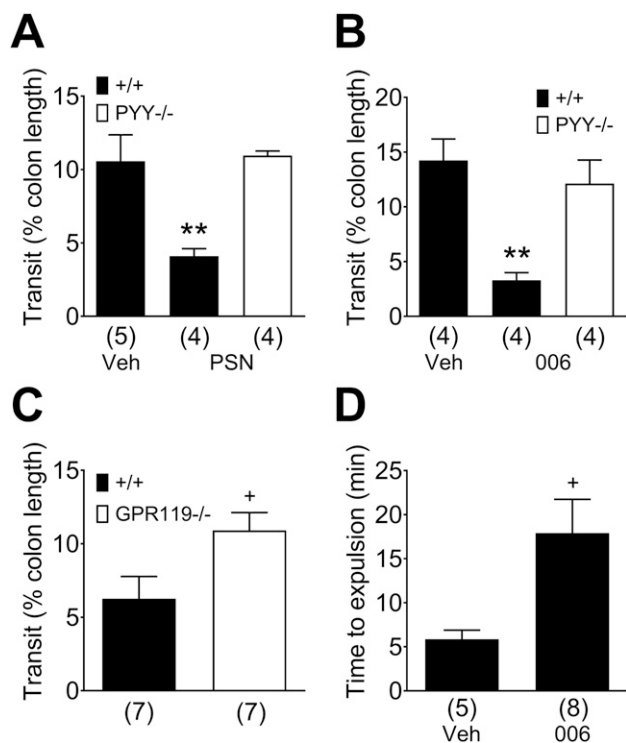 A
Transit (% colon length)
+/+
PYY-/-
15
10
5
0
**
(5)
(4)
(4)
Veh
PSN
B
Transit (% colon length)
+/+
PYY-/-
20
15
10
5
0
**
(4)
(4)
(4)
Veh
006
C
Transit (% colon length)
+/+
GPR119-/-
15
10
5
0
+
(7)
(7)
D
Time to expulsion (min)
25
20
15
10
5
0
+
(5)
(8)
Veh
006